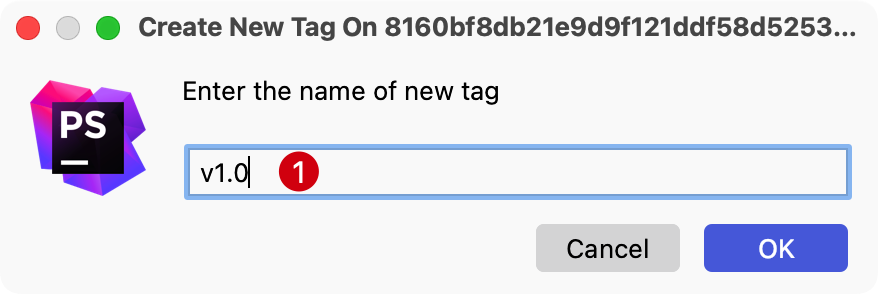 Create New Tag On 8160bf8db21e9d9f121ddf58d5253...
Enter the name of new tag
PS
v1.0 1
Cancel OK